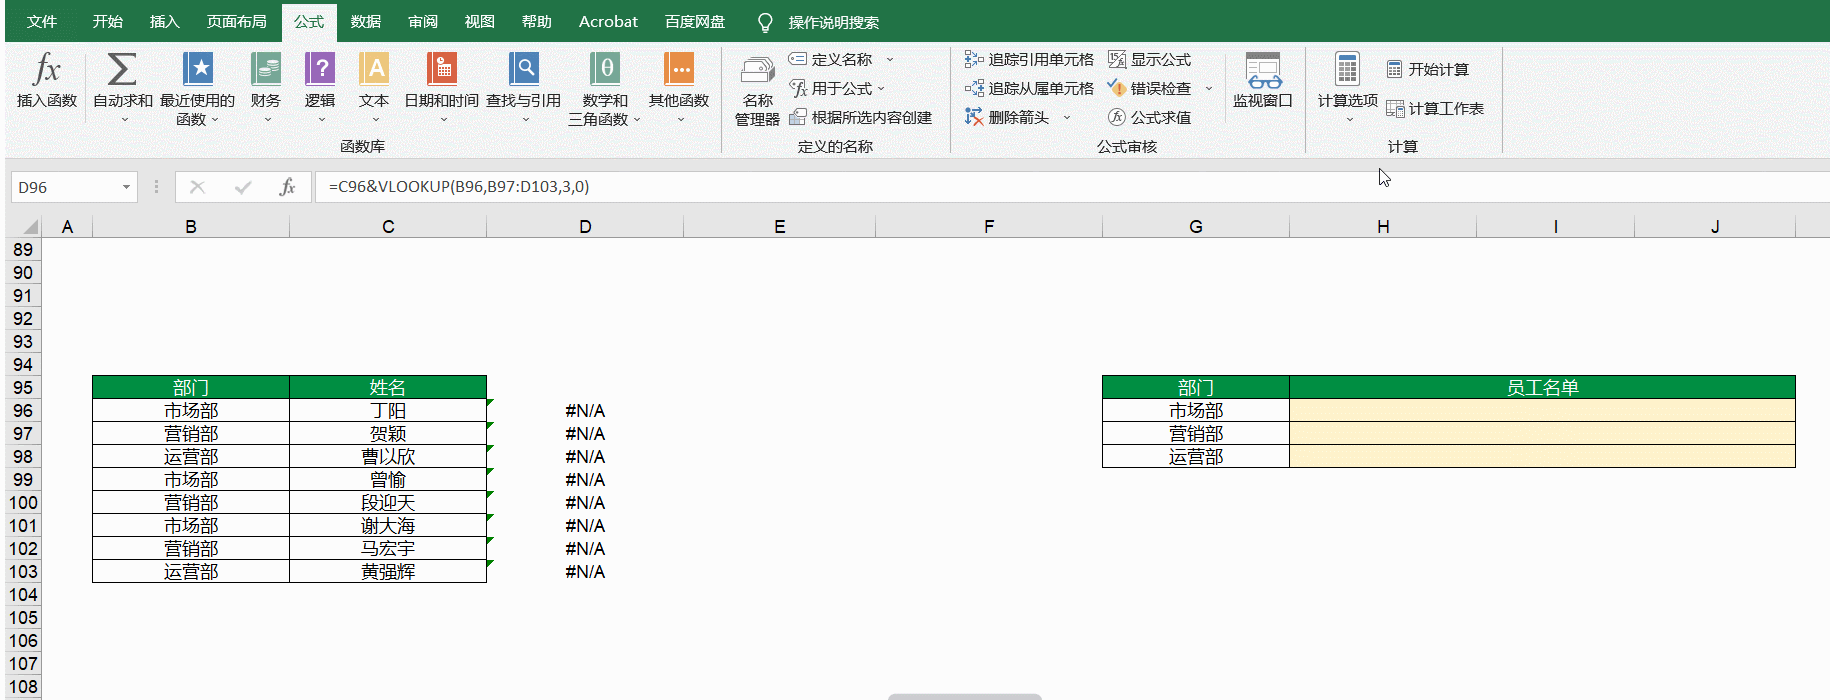 文件 开始 插入 页面布局 公式 数据 审阅 视图 帮助 Acrobat 百度网盘 操作说明搜索
fx 插入函数
Σ 自动求和
最近使用的函数
财务
? 逻辑
A 文本
日期和时间
查找与引用
θ 数学和三角函数
其他函数
函数库
名称管理器
定义名称
用于公式
根据所选内容创建
定义的名称
追踪引用单元格
追踪从属单元格
删除箭头
显示公式
错误检查
公式求值
公式审核
监视窗口
计算选项
开始计算
计算工作表
计算
D96 fx =C96&VLOOKUP(B96,B97:D103,3,0)
A B C D E F G H I J
89
90
91
92
93
94
95 部门 姓名 部门 员工名单
96 市场部 丁阳 #N/A 市场部
97 营销部 贺颖 #N/A 营销部
98 运营部 曹以欣 #N/A 运营部
99 市场部 曾愉 #N/A
100 营销部 段迎天 #N/A
101 市场部 谢大海 #N/A
102 营销部 马宏宇 #N/A
103 运营部 黄强辉 #N/A
104
105
106
107
108